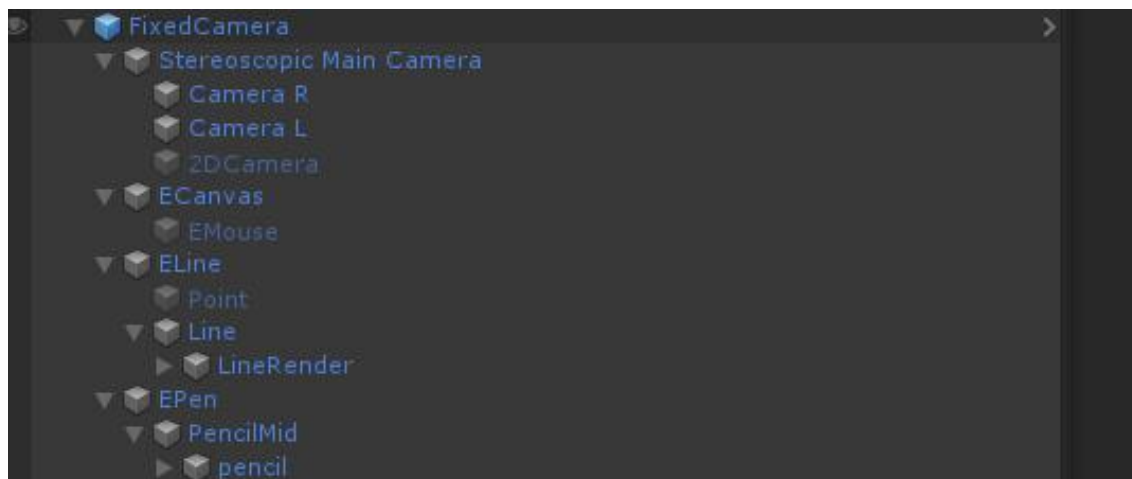 FixedCamera
Stereoscopic Main Camera
Camera R
Camera L
2DCamera
ECanvas
EMouse
ELine
Point
Line
LineRender
EPen
PencilMid
pencil